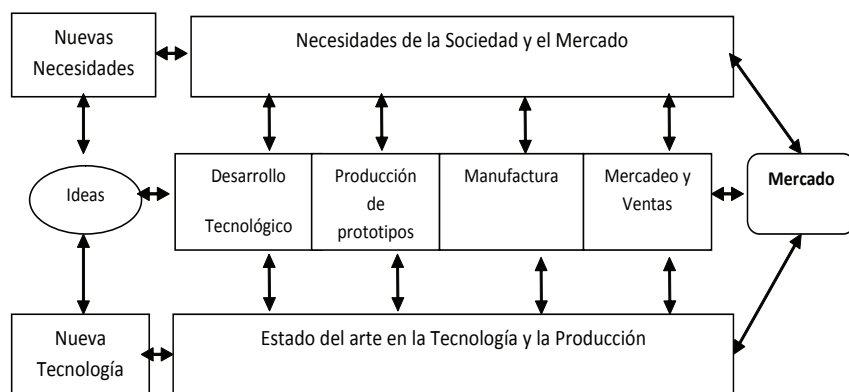 Nuevas
Necesidades
Necesidades de la Sociedad y el Mercado
Ideas
Desarrollo
Tecnológico
Producción
de
prototipos
Manufactura
Mercadeo y
Ventas
Mercado
Nueva
Tecnología
Estado del arte en la Tecnología y la Producción